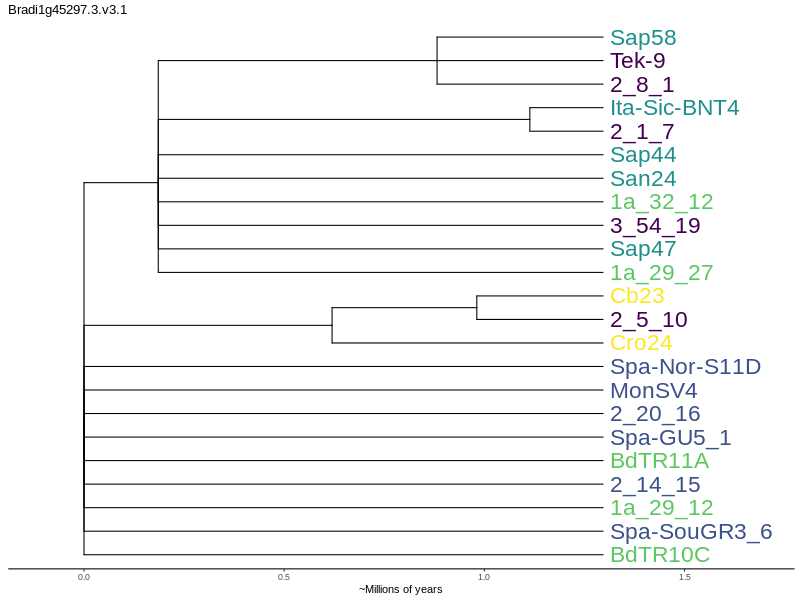 Bradi1g45297.3.v3.1
Sap58
Tek-9
2_8_1
Ita-Sic-BNT4
2_1_7
Sap44
San24
1a_32_12
3_54_19
Sap47
1a_29_27
Cb23
2_5_10
Cro24
Spa-Nor-S11D
MonSV4
2_20_16
Spa-GU5_1
BdTR11A
2_14_15
1a_29_12
Spa-SouGR3_6
BdTR10C
0.0 0.5 1.0 1.5
~Millions of years